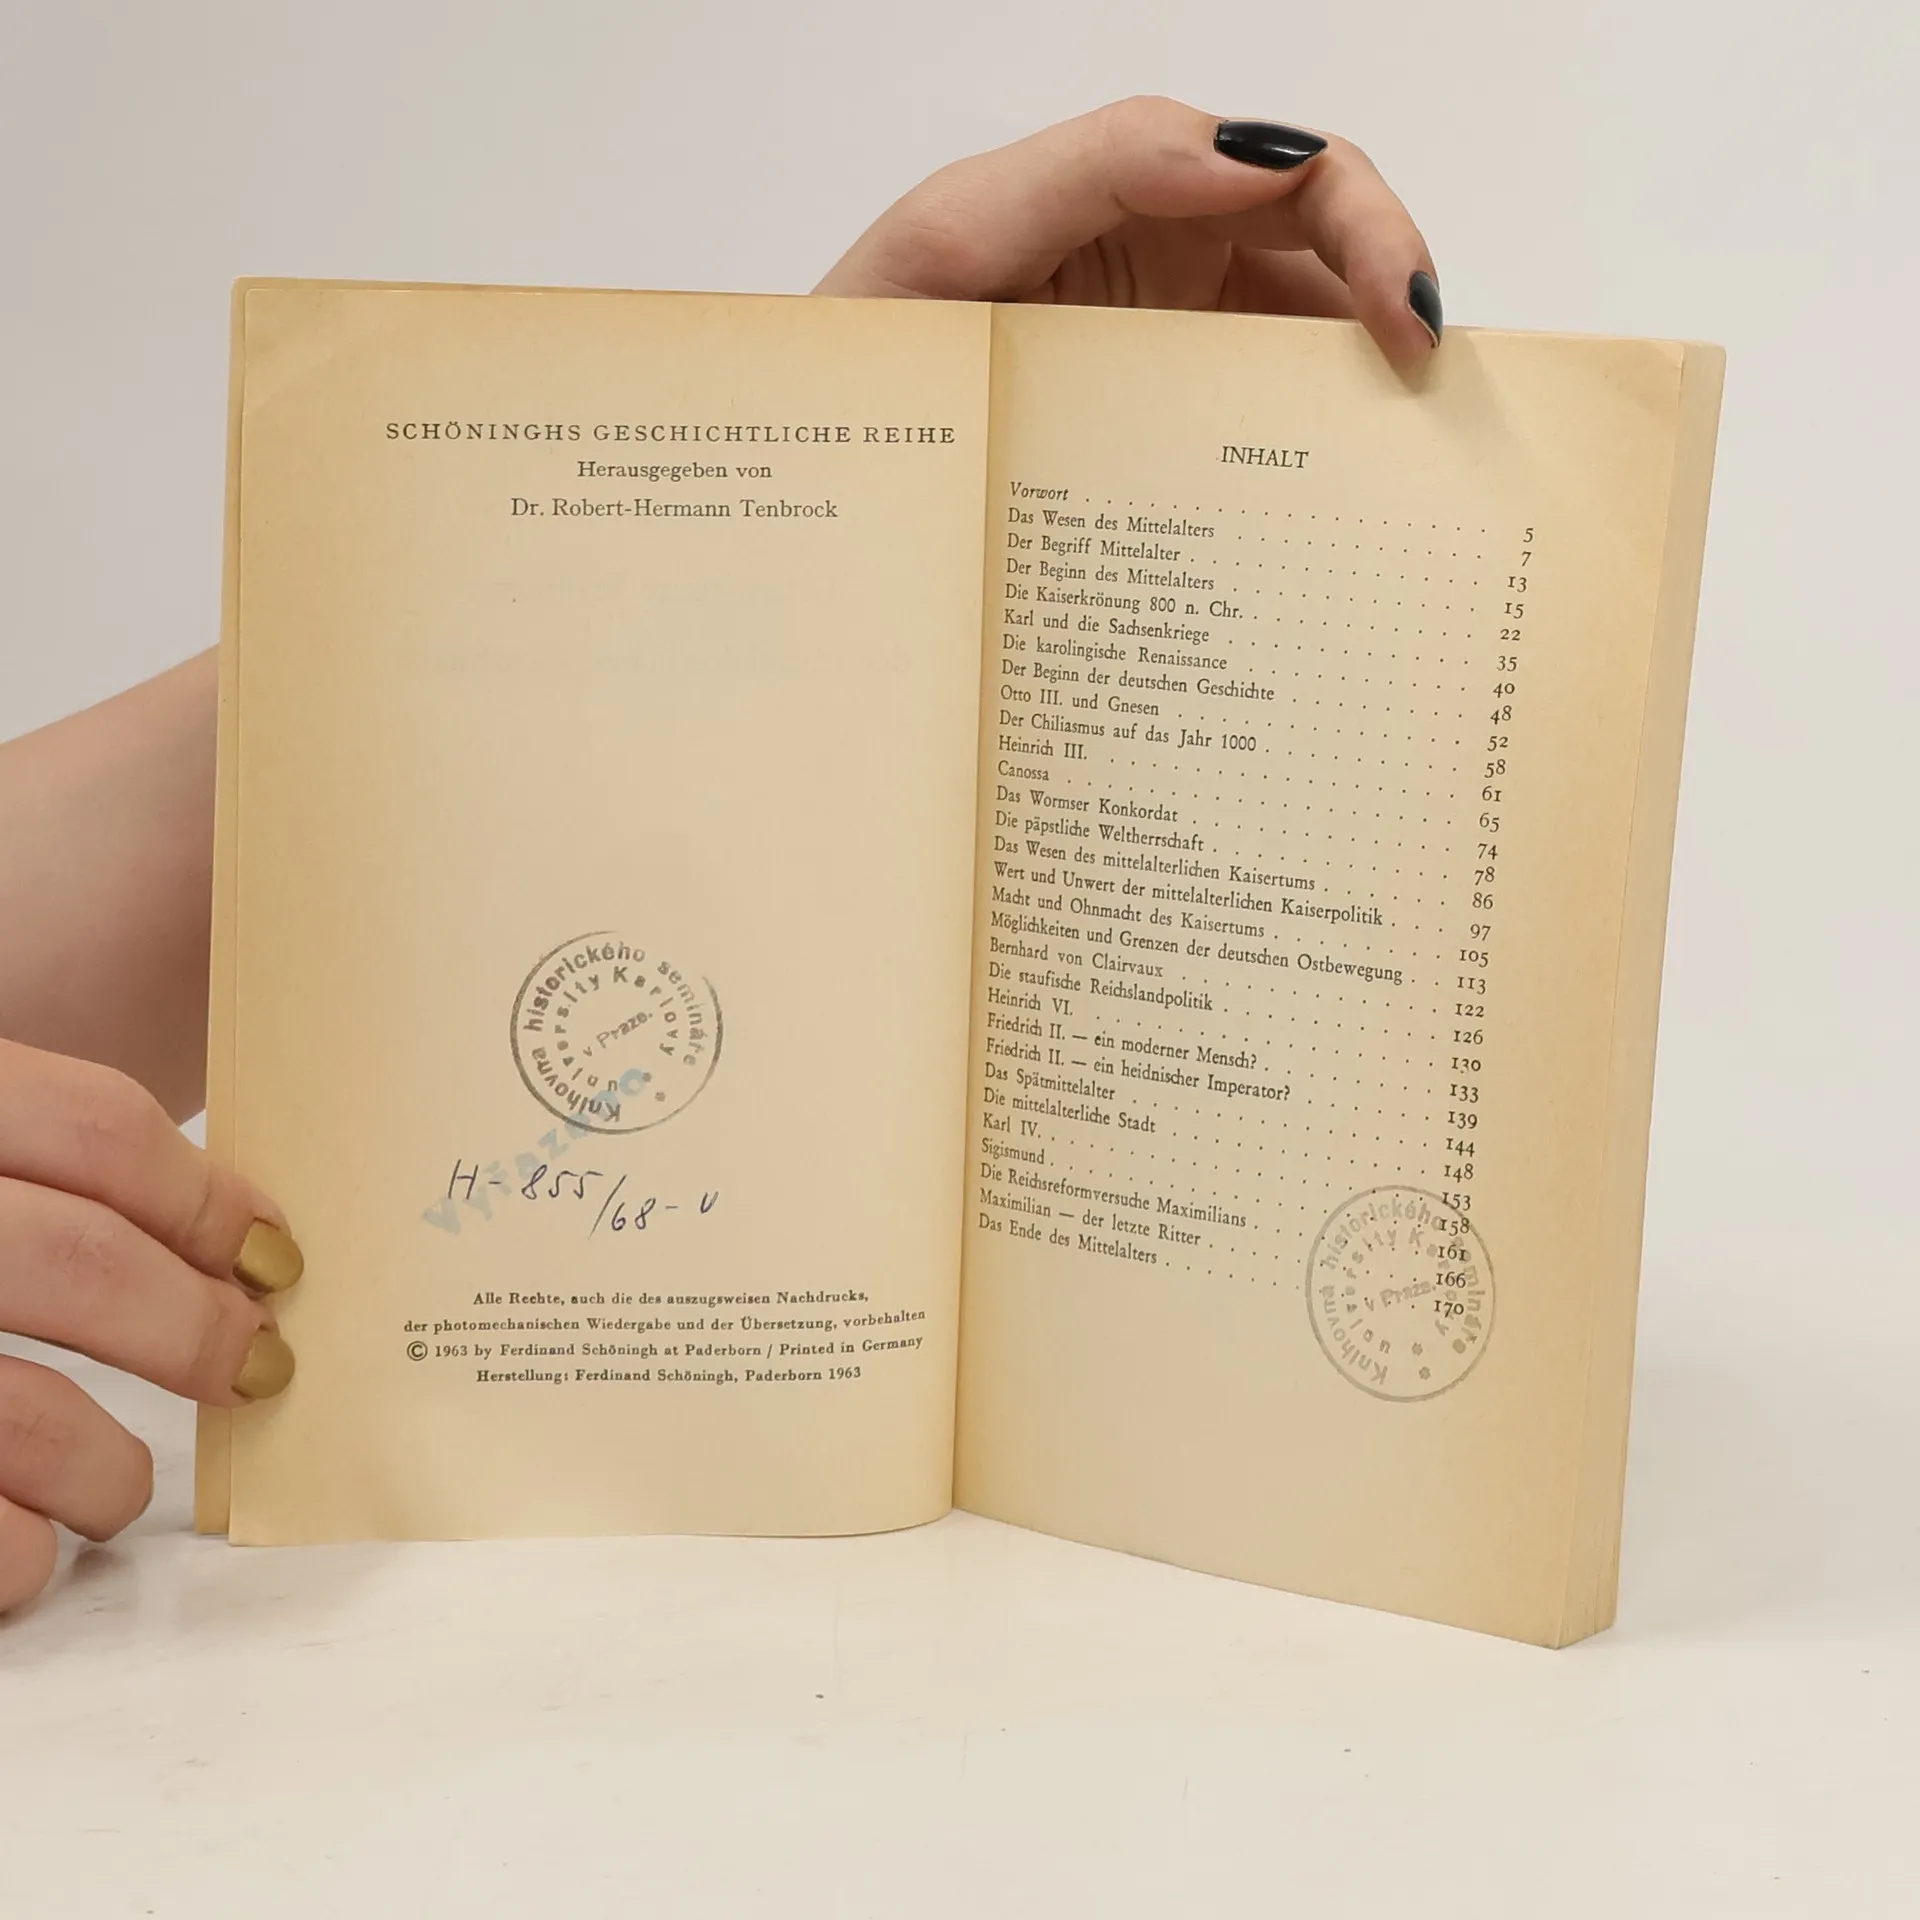 SCHÖNINGHS GESCHICHTLICHE REIHE
Herausgegeben von
Dr. Robert-Hermann Tenbrock
Knihovna historického semináře
university Karlovy
v Praze.
Vyřazeno
H-855/68-V
Alle Rechte, auch die des auszugsweisen Nachdrucks,
der photomechanischen Wiedergabe und der Übersetzung, vorbehalten
© 1963 by Ferdinand Schöningh at Paderborn / Printed in Germany
Herstellung: Ferdinand Schöningh, Paderborn 1963
INHALT
Vorwort . . . . . 5
Das Wesen des Mittelalters . . . . . 7
Der Begriff Mittelalter . . . . . 13
Der Beginn des Mittelalters . . . . . 15
Die Kaiserkrönung 800 n. Chr. . . . . . 22
Karl und die Sachsenkriege . . . . . 35
Die karolingische Renaissance . . . . . 40
Der Beginn der deutschen Geschichte . . . . . 48
Otto III. und Gnesen . . . . . 52
Der Chiliasmus auf das Jahr 1000 . . . . . 58
Heinrich III. . . . . . 61
Canossa . . . . . 65
Das Wormser Konkordat . . . . . 74
Die päpstliche Weltherrschaft . . . . . 78
Das Wesen des mittelalterlichen Kaisertums . . . . . 86
Wert und Unwert der mittelalterlichen Kaiserpolitik . . . 97
Macht und Ohnmacht des Kaisertums . . . . . 105
Möglichkeiten und Grenzen der deutschen Ostbewegung . . 113
Bernhard von Clairvaux . . . . . 122
Die staufische Reichslandpolitik . . . . . 126
Heinrich VI. . . . . . 130
Friedrich II. — ein moderner Mensch? . . . . . 133
Friedrich II. — ein heidnischer Imperator? . . . . . 139
Das Spätmittelalter . . . . . 144
Die mittelalterliche Stadt . . . . . 148
Karl IV. . . . . . 153
Sigismund . . . . . 158
Die Reichsreformversuche Maximilians . . . . . 161
Maximilian — der letzte Ritter . . . . . 166
Das Ende des Mittelalters . . . . . 170
Knihovna historického semináře
university Karlovy
v Praze.